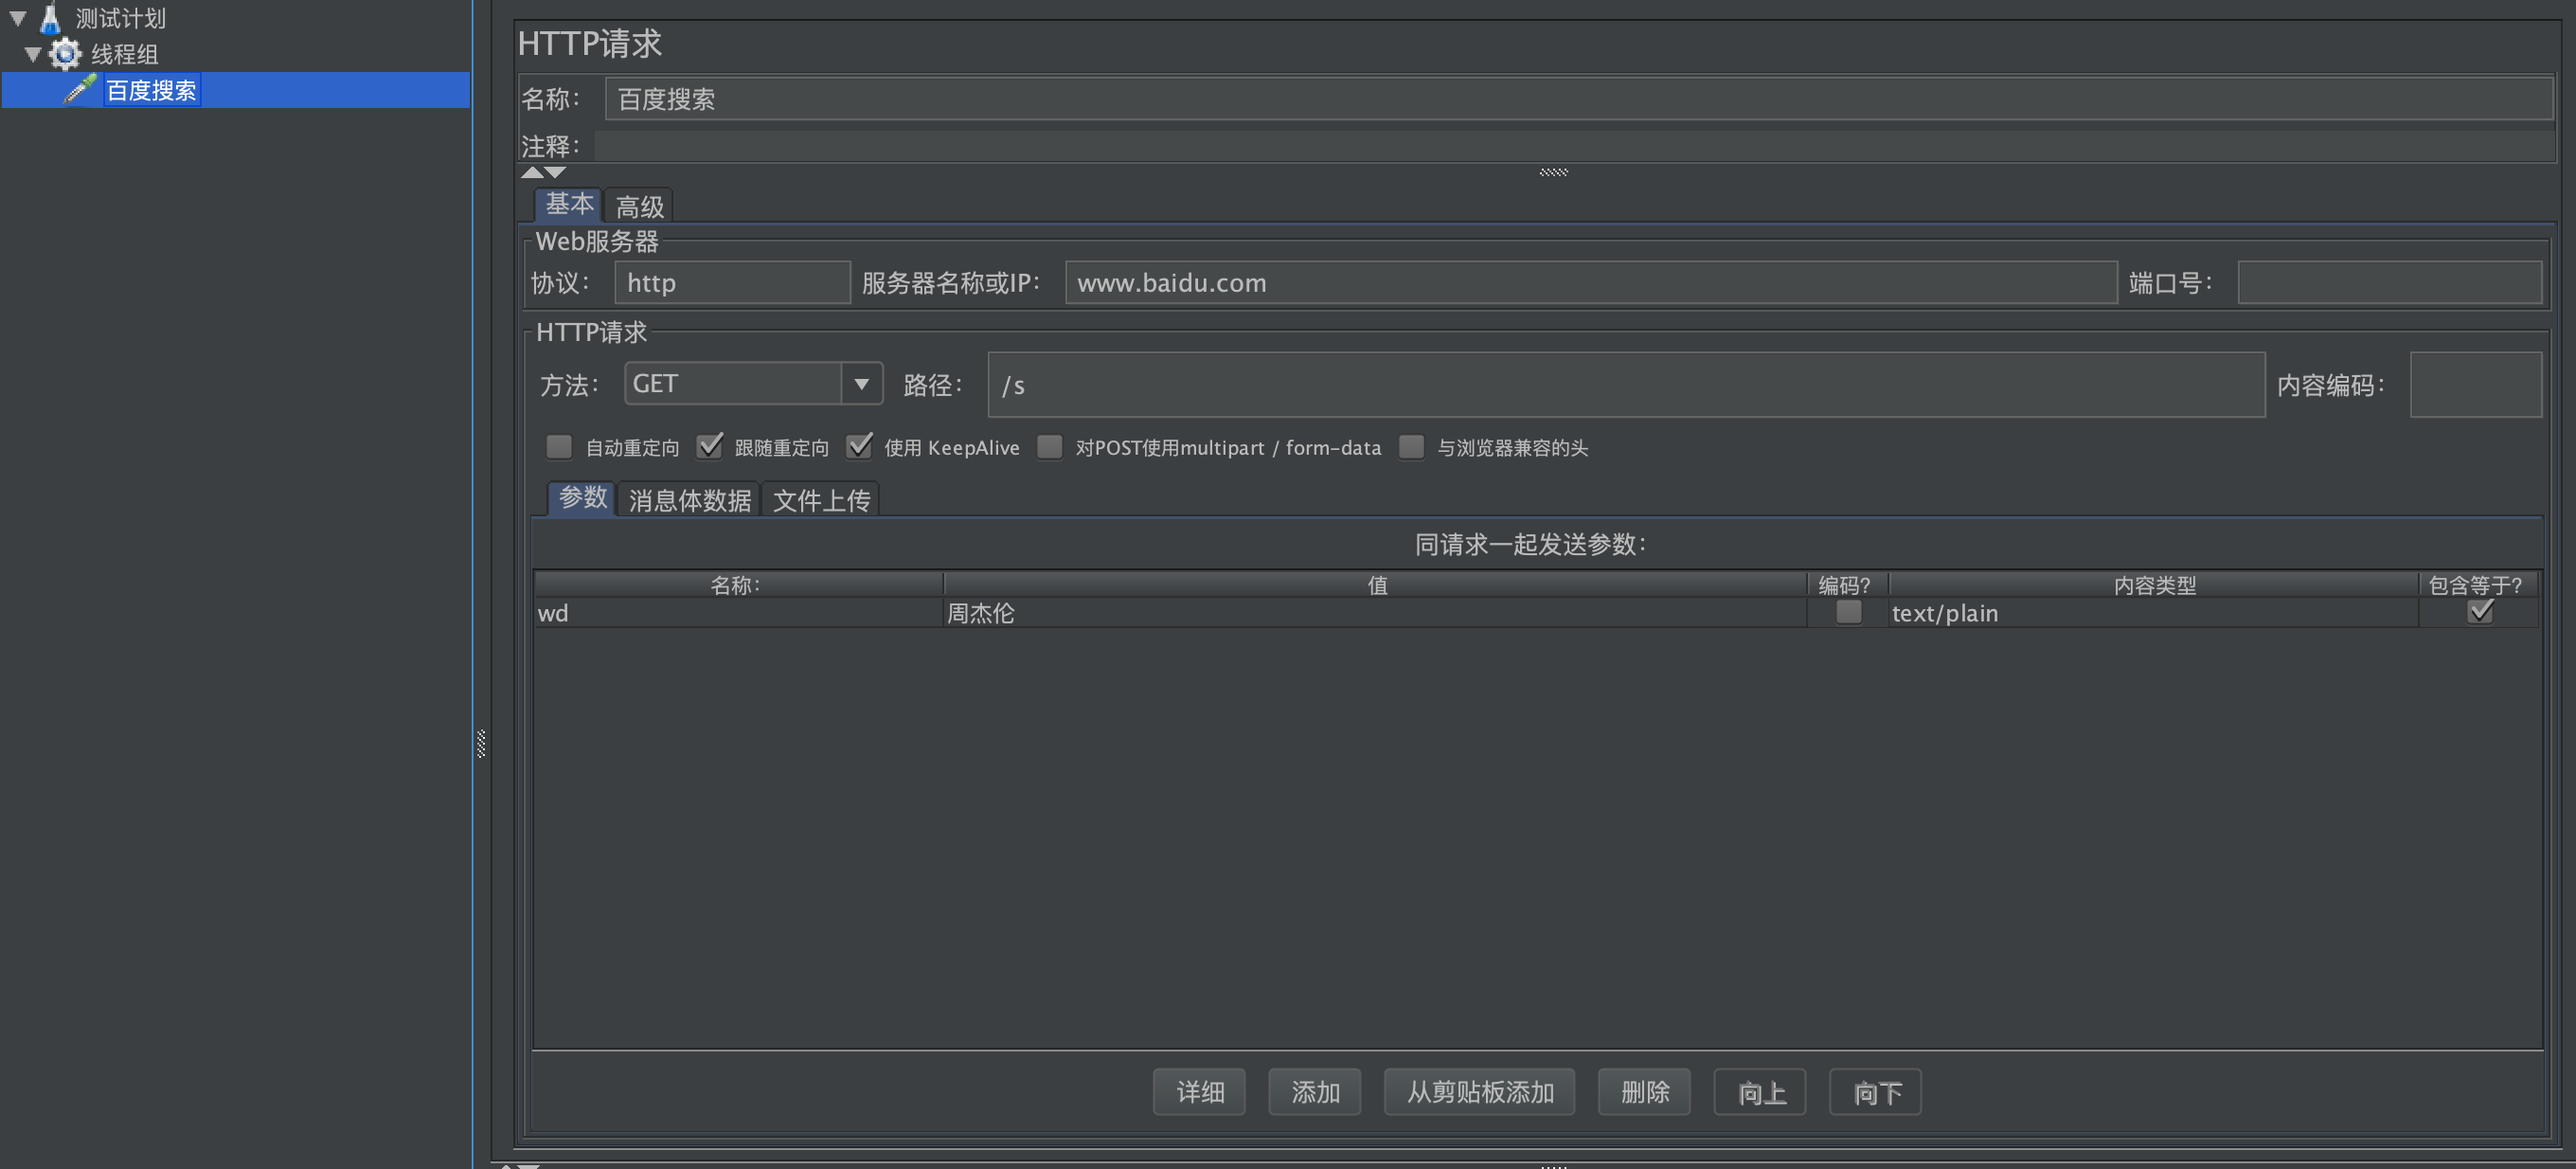 测试计划
线程组
百度搜索
HTTP请求
名称： 百度搜索
注释：
基本 高级
Web服务器
协议： http 服务器名称或IP： www.baidu.com 端口号：
HTTP请求
方法： GET 路径： /s 内容编码：
自动重定向 跟随重定向 使用 KeepAlive 对POST使用multipart / form-data 与浏览器兼容的头
参数 消息体数据 文件上传
同请求一起发送参数：
名称： 值 编码? 内容类型 包含等于?
wd 周杰伦 text/plain
详细 添加 从剪贴板添加 删除 向上 向下